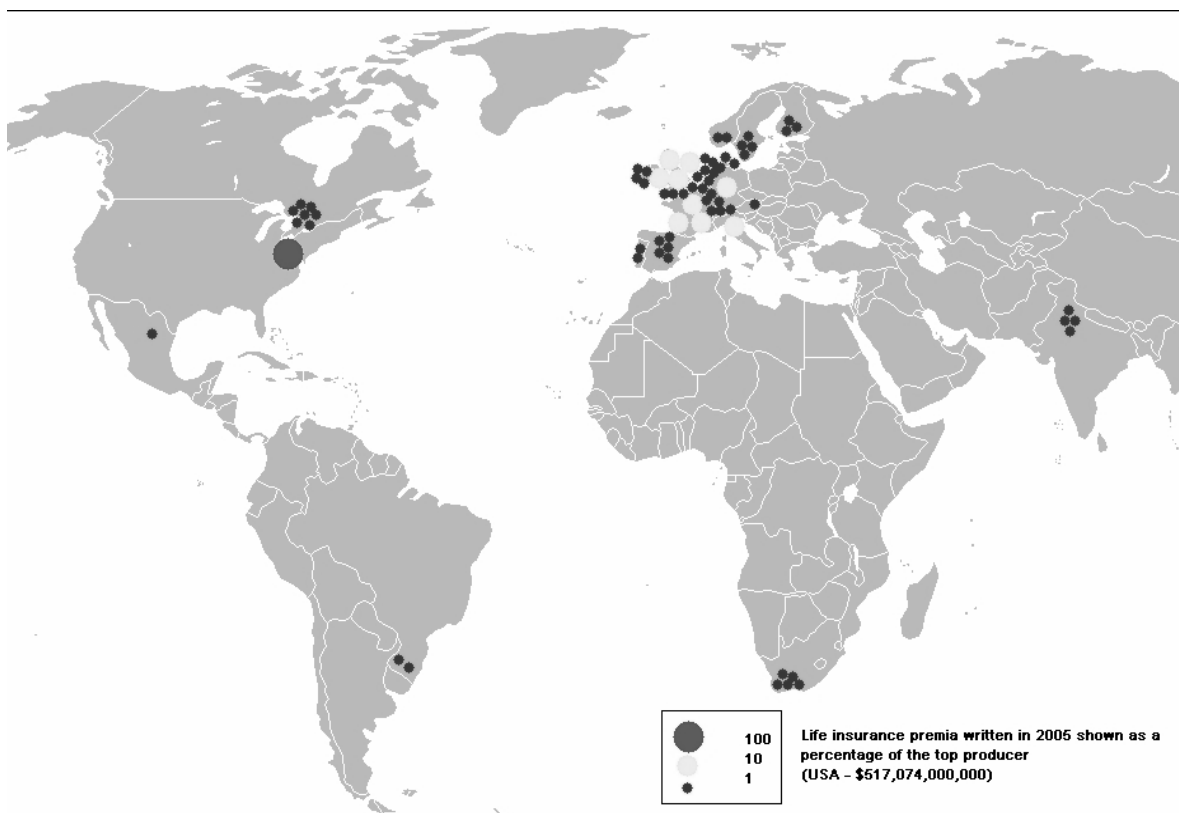 100
10
1
Life insurance premia written in 2005 shown as a
percentage of the top producer
(USA - $517,074,000,000)